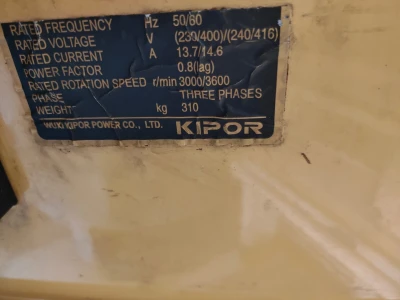 RATED FREQUENCY Hz 50/60
RATED VOLTAGE V (230/400)/(240/416)
RATED CURRENT A 13.7/14.6
POWER FACTOR 0.8(lag)
RATED ROTATION SPEED r/min 3000/3600
PHASE THREE PHASES
WEIGHT kg 310
WUXI KIPOR POWER CO., LTD. KIPOR